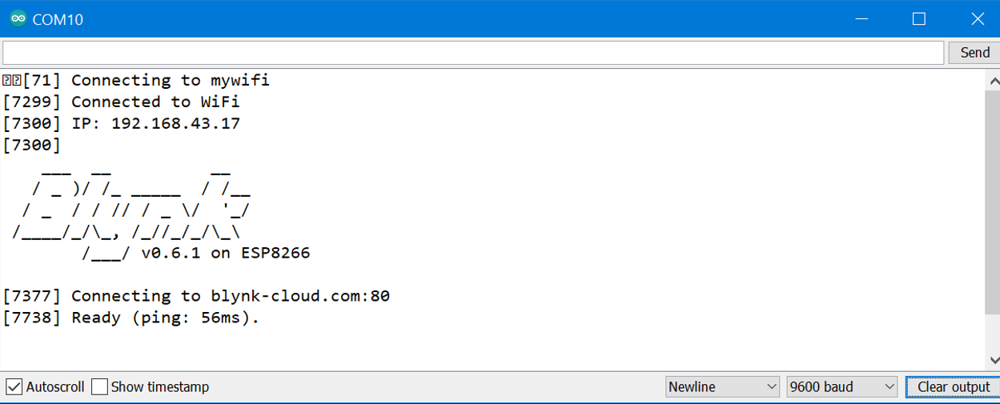 COM10
Send
[71] Connecting to mywifi
[7299] Connected to WiFi
[7300] IP: 192.168.43.17
[7300]
    ___  __          __
   / _ )/ /_ _____  / /__
  / _  / / // / _ \/  '_/
 /____/_/\_, /_//_/_/\_\
        /___/ v0.6.1 on ESP8266
[7377] Connecting to blynk-cloud.com:80
[7738] Ready (ping: 56ms).
Autoscroll Show timestamp Newline 9600 baud Clear output